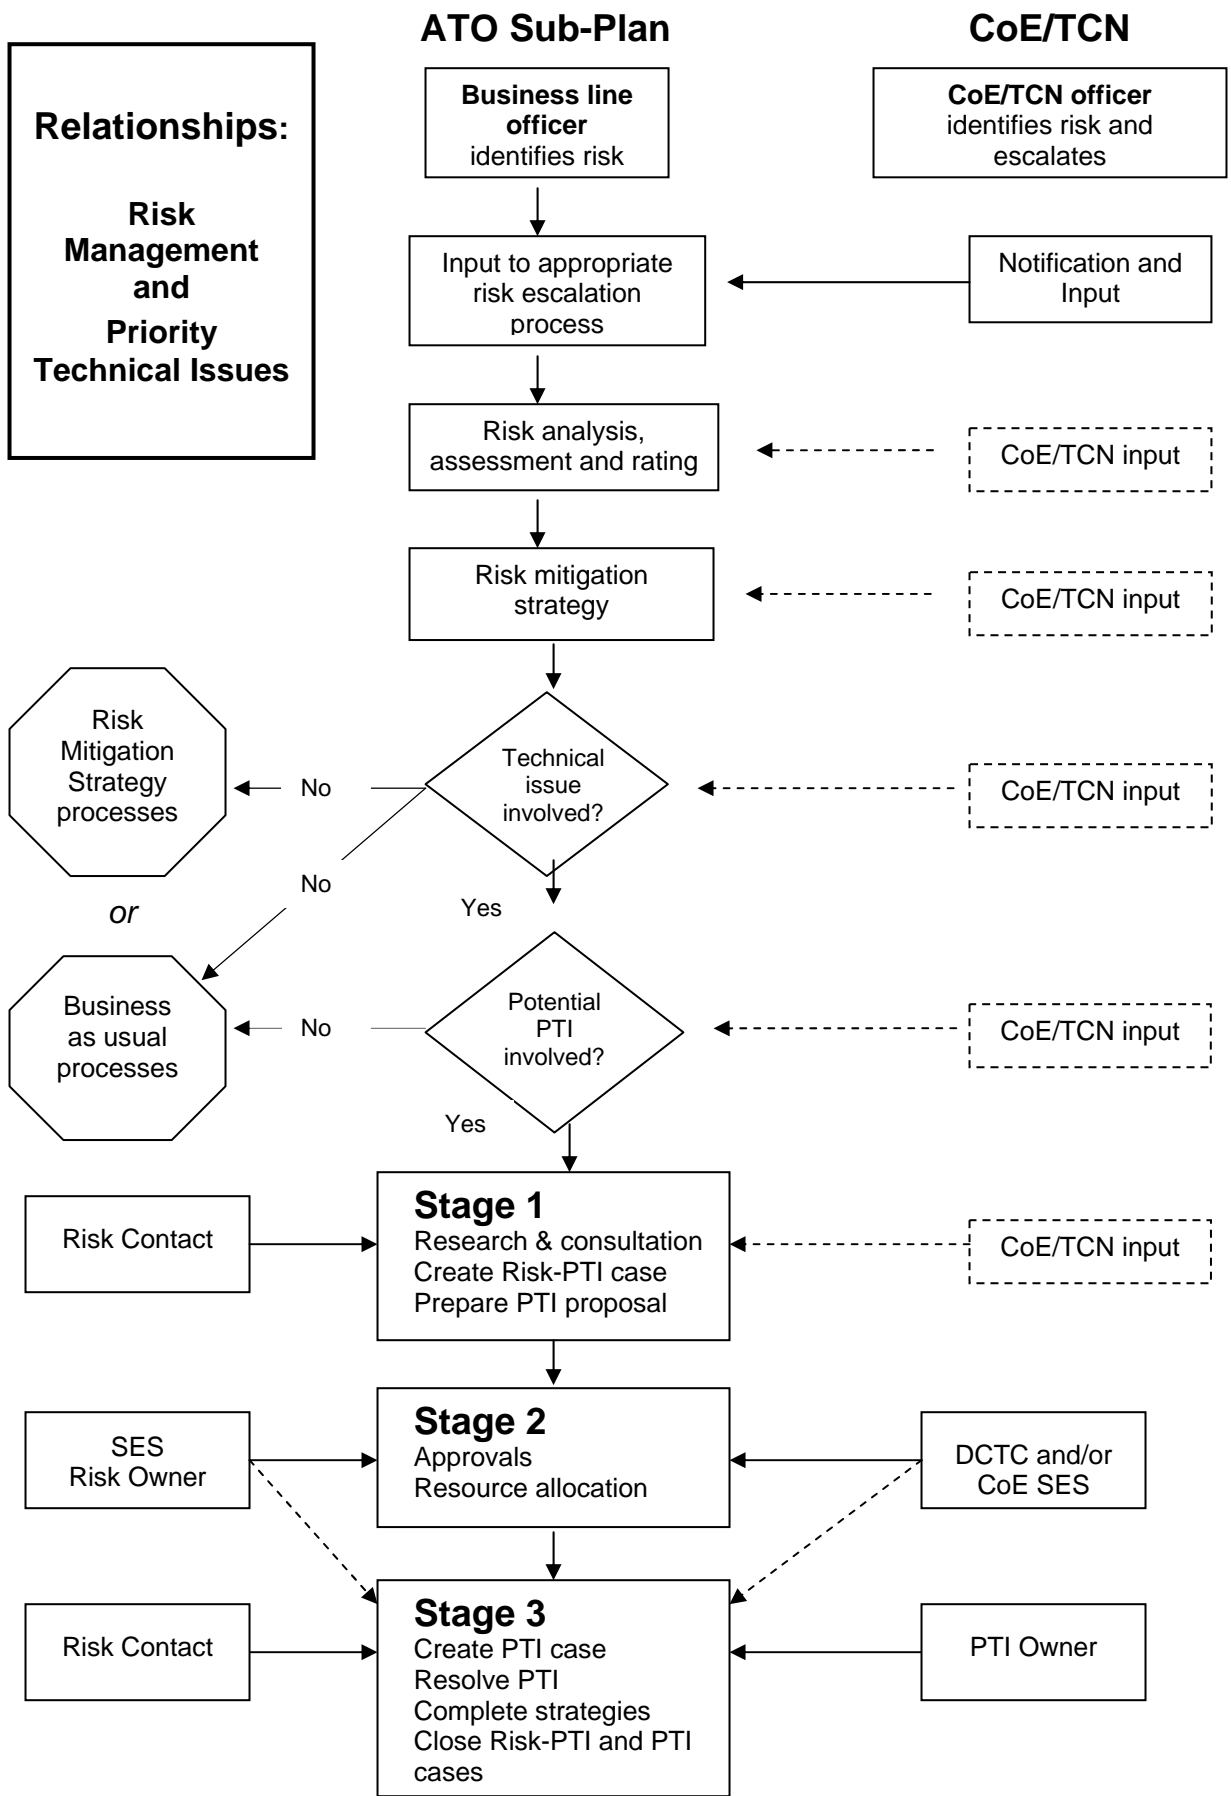 ATO Sub-Plan
CoE/TCN
Relationships:
Risk
Management
and
Priority
Technical Issues
Business line
officer
identifies risk
CoE/TCN officer
identifies risk and
escalates
Input to appropriate
risk escalation
process
Notification and
Input
Risk analysis,
assessment and rating
CoE/TCN input
Risk mitigation
strategy
CoE/TCN input
Risk
Mitigation
Strategy
processes
No
Technical
issue
involved?
CoE/TCN input
No
or
Yes
Business
as usual
processes
No
Potential
PTI
involved?
CoE/TCN input
Yes
Risk Contact
Stage 1
Research & consultation
Create Risk-PTI case
Prepare PTI proposal
CoE/TCN input
SES
Risk Owner
Stage 2
Approvals
Resource allocation
DCTC and/or
CoE SES
Risk Contact
Stage 3
Create PTI case
Resolve PTI
Complete strategies
Close Risk-PTI and PTI
cases
PTI Owner